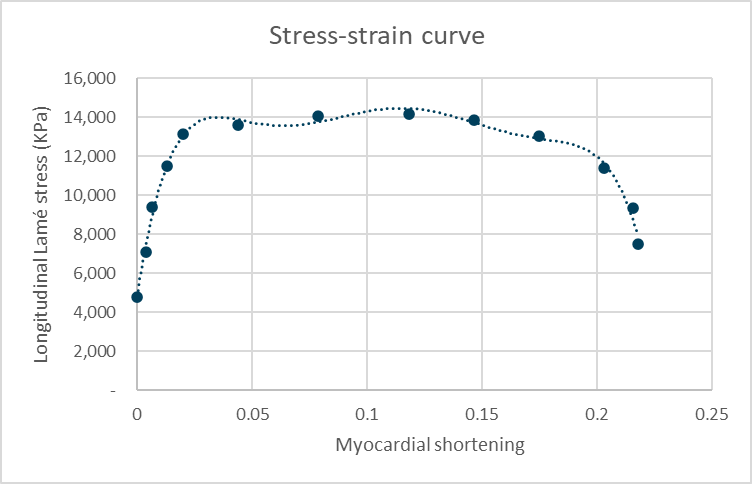 Stress-strain curve
Longitudinal Lamé stress (KPa)
16,000
14,000
12,000
10,000
8,000
6,000
4,000
2,000
-
0 0.05 0.1 0.15 0.2 0.25
Myocardial shortening